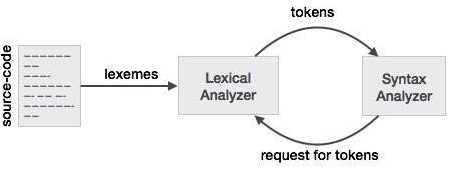 source-code
lexemes
Lexical
Analyzer
tokens
Syntax
Analyzer
request for tokens